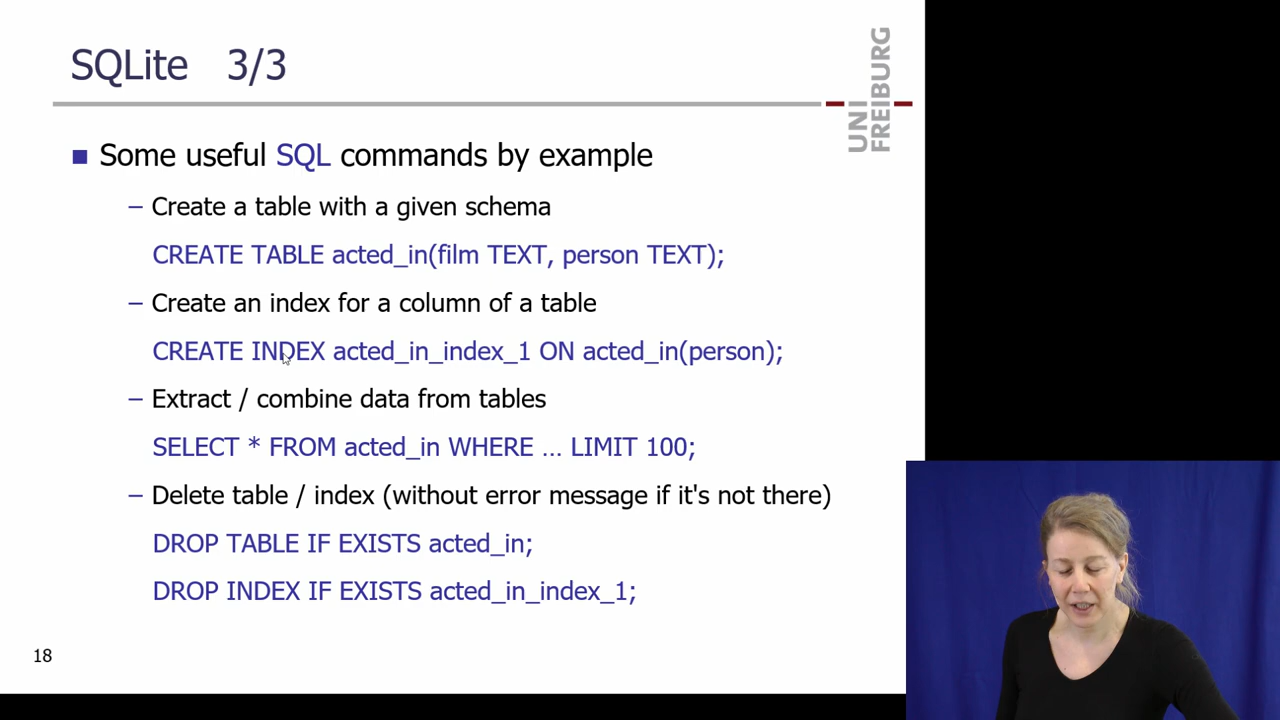 SQLite 3/3
UNI
FREIBURG
■ Some useful SQL commands by example
– Create a table with a given schema
CREATE TABLE acted_in(film TEXT, person TEXT);
– Create an index for a column of a table
CREATE INDEX acted_in_index_1 ON acted_in(person);
– Extract / combine data from tables
SELECT * FROM acted_in WHERE … LIMIT 100;
– Delete table / index (without error message if it's not there)
DROP TABLE IF EXISTS acted_in;
DROP INDEX IF EXISTS acted_in_index_1;
18